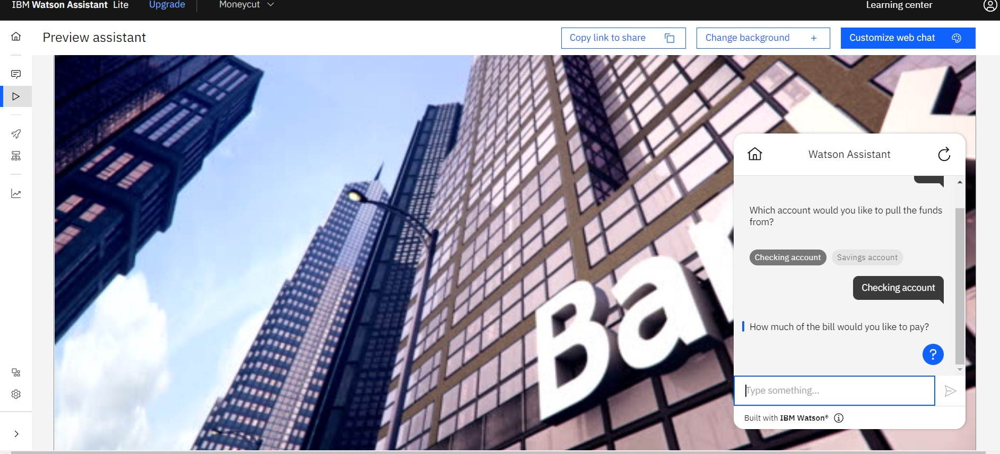 IBM Watson Assistant Lite Upgrade Moneycut Learning center
Preview assistant
Copy link to share
Change background +
Customize web chat
Ba
Watson Assistant
Which account would you like to pull the funds
from?
Checking account Savings account
Checking account
How much of the bill would you like to pay?
?
Type something...
Built with IBM Watson®